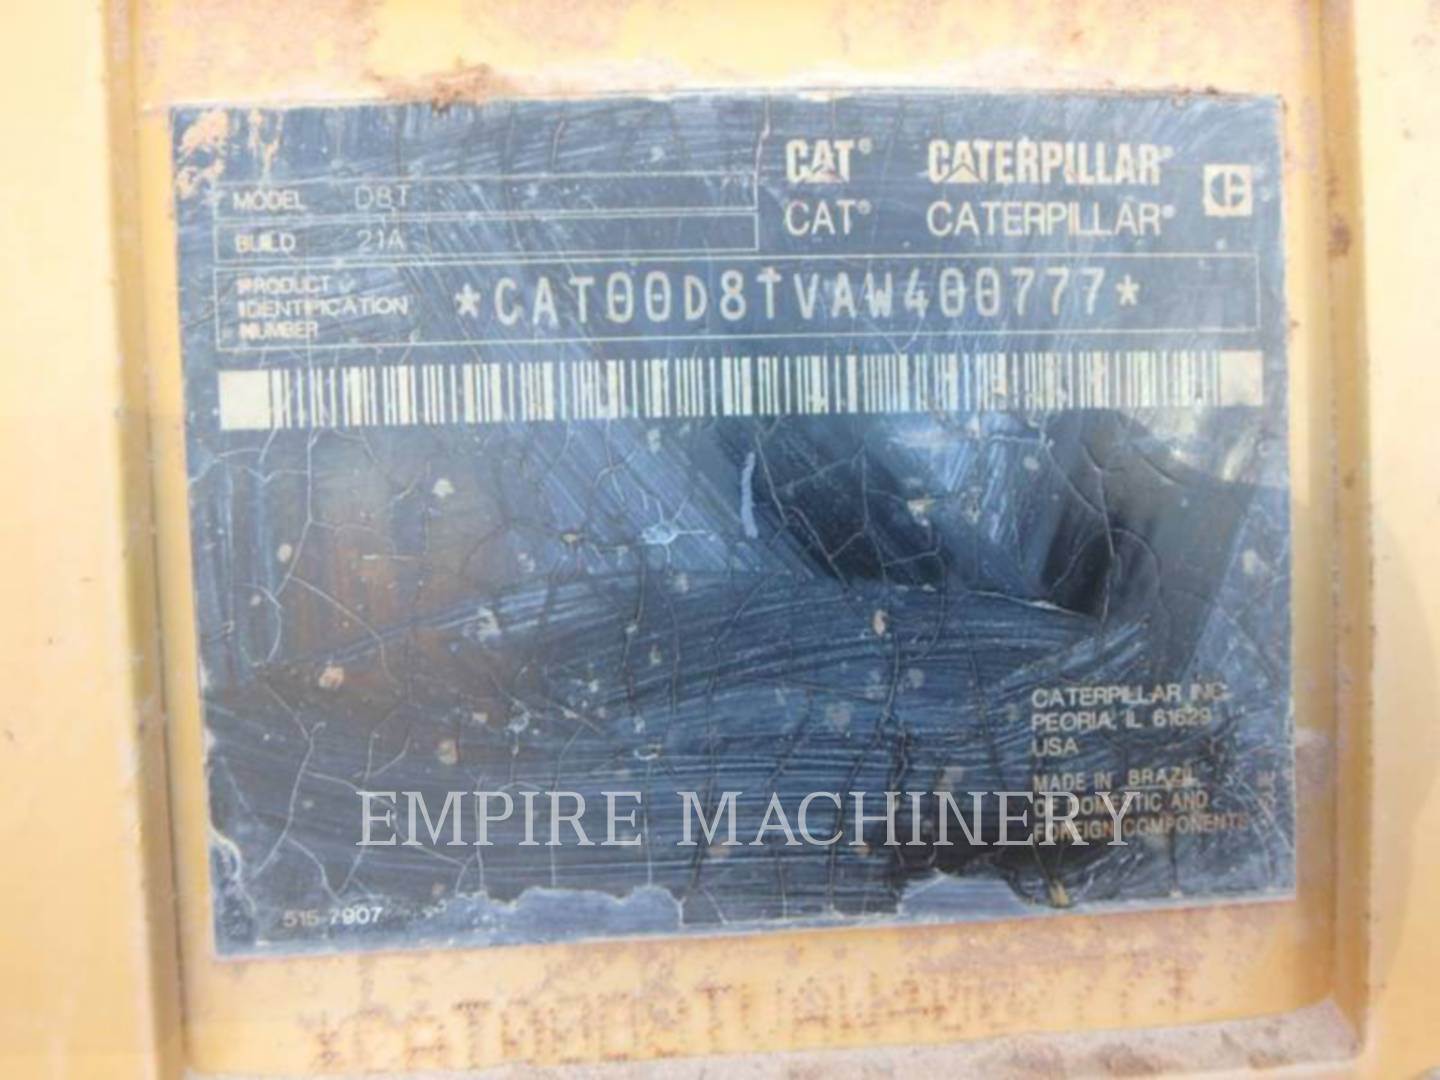 CAT® CATERPILLAR®
CAT® CATERPILLAR®
MODEL D8T
BUILD 21A
PRODUCT
IDENTIFICATION
NUMBER
*CAT00D8TVAW400777*
CATERPILLAR INC.
PEORIA, IL 61629
USA
MADE IN BRAZIL
OF DOMESTIC AND
FOREIGN COMPONENTS
EMPIRE MACHINERY
515-7907